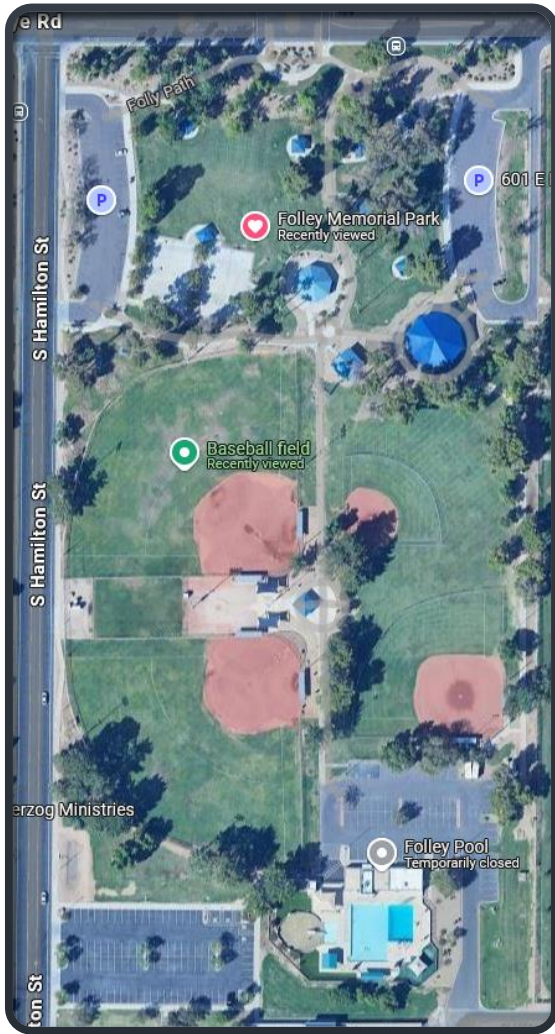 ye Rd
Folly Path
P
P
601 E
Folley Memorial Park
Recently viewed
S Hamilton St
Baseball field
Recently viewed
S Hamilton St
erzog Ministries
Folley Pool
Temporarily closed
ton St